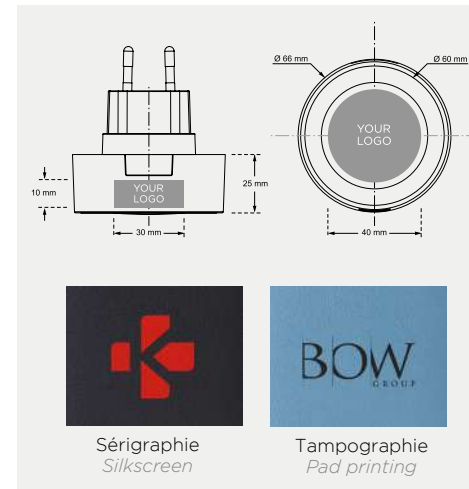 Ø 66 mm
Ø 60 mm
YOUR
LOGO
10 mm
YOUR
LOGO
25 mm
30 mm
40 mm
BOW
GROUP
Sérigraphie
Silkscreen
Tampographie
Pad printing